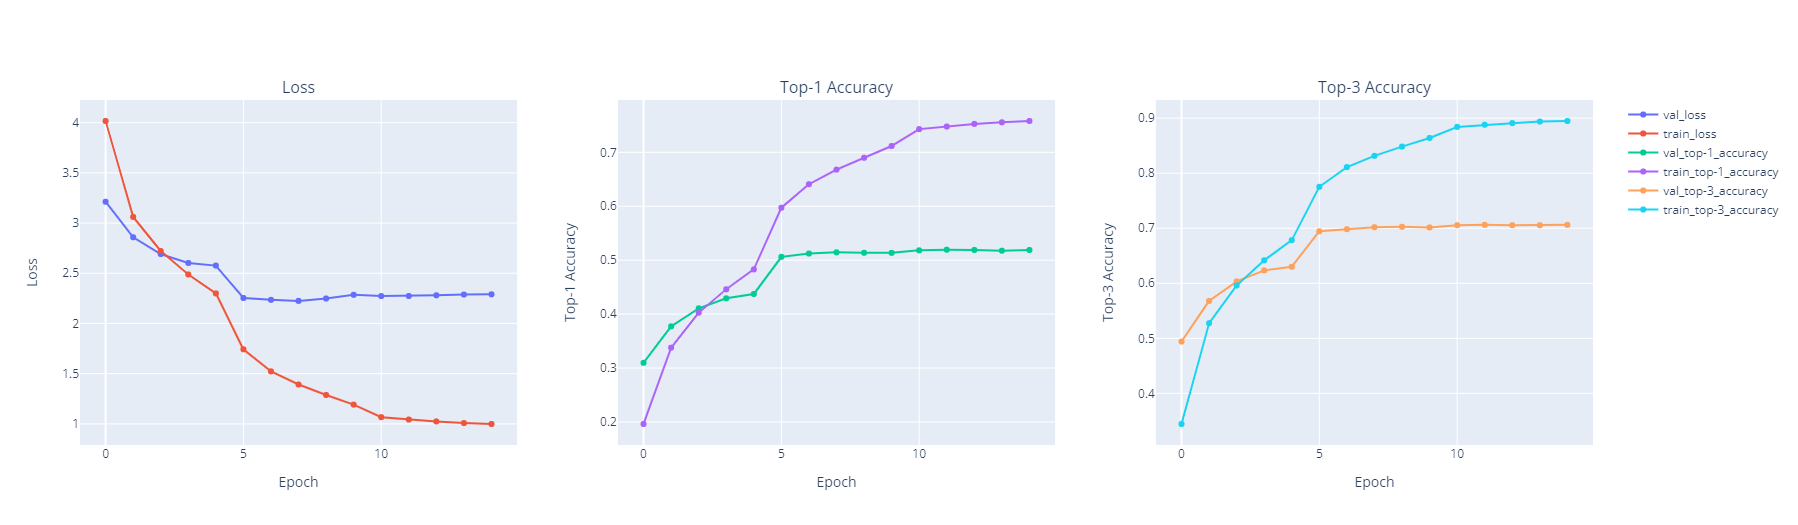 Loss
Top-1 Accuracy
Top-3 Accuracy
4
3.5
3
2.5
2
1.5
1
Loss
0
5
10
Epoch
0.7
0.6
0.5
0.4
0.3
0.2
Top-1 Accuracy
0
5
10
Epoch
0.9
0.8
0.7
0.6
0.5
0.4
Top-3 Accuracy
0
5
10
Epoch
val_loss
train_loss
val_top-1_accuracy
train_top-1_accuracy
val_top-3_accuracy
train_top-3_accuracy